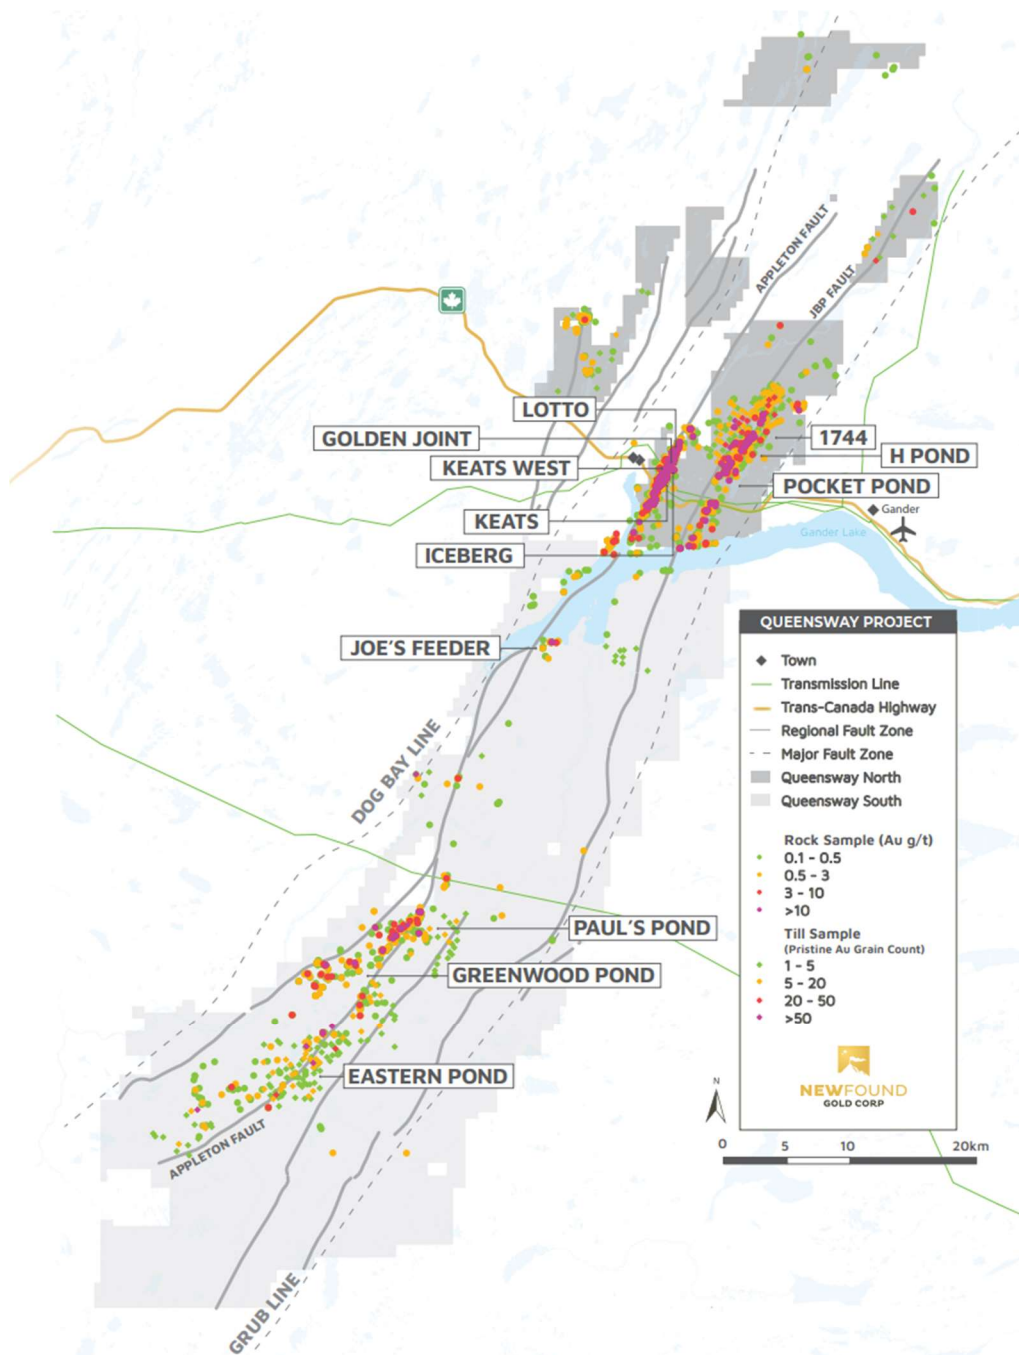 APPLETON FAULT
JBP FAULT
LOTTO
GOLDEN JOINT
1744
KEATS WEST
H POND
POCKET POND
KEATS
Gander
Gander Lake
ICEBERG
JOE'S FEEDER
DOG BAY LINE
PAUL'S POND
GREENWOOD POND
EASTERN POND
APPLETON FAULT
GRUB LINE
QUEENSWAY PROJECT
Town
Transmission Line
Trans-Canada Highway
Regional Fault Zone
Major Fault Zone
Queensway North
Queensway South
Rock Sample (Au g/t)
0.1 - 0.5
0.5 - 3
3 - 10
>10
Till Sample
(Pristine Au Grain Count)
1 - 5
5 - 20
20 - 50
>50
NEWFOUND
GOLD CORP
N
0 5 10 20km